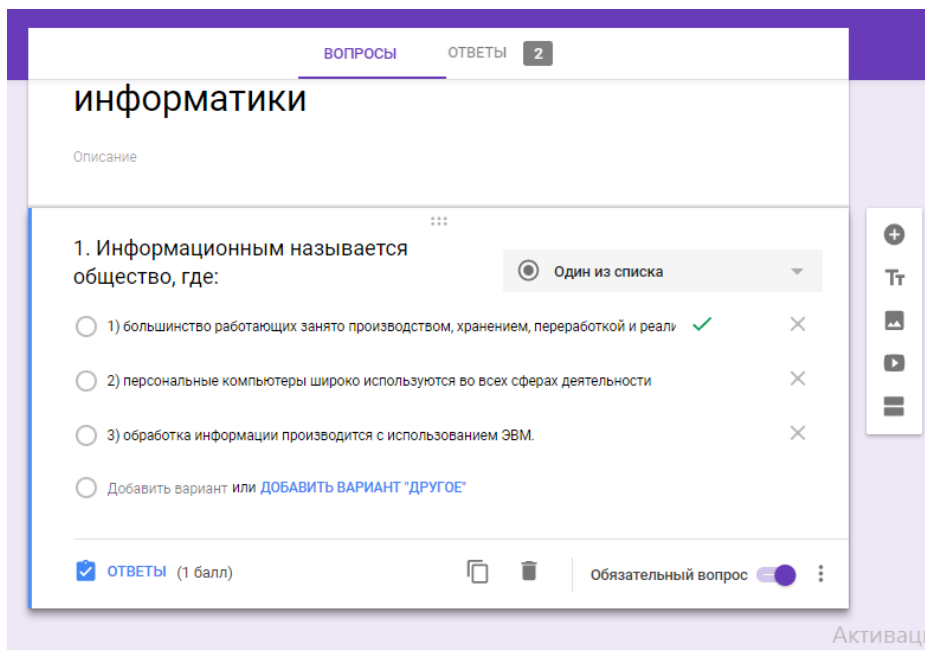 ВОПРОСЫ ОТВЕТЫ 2
информатики
Описание
1. Информационным называется
общество, где:
Один из списка
1) большинство работающих занято производством, хранением, переработкой и реали
2) персональные компьютеры широко используются во всех сферах деятельности
3) обработка информации производится с использованием ЭВМ.
Добавить вариант или ДОБАВИТЬ ВАРИАНТ "ДРУГОЕ"
ОТВЕТЫ (1 балл) Обязательный вопрос
Тт
Активац